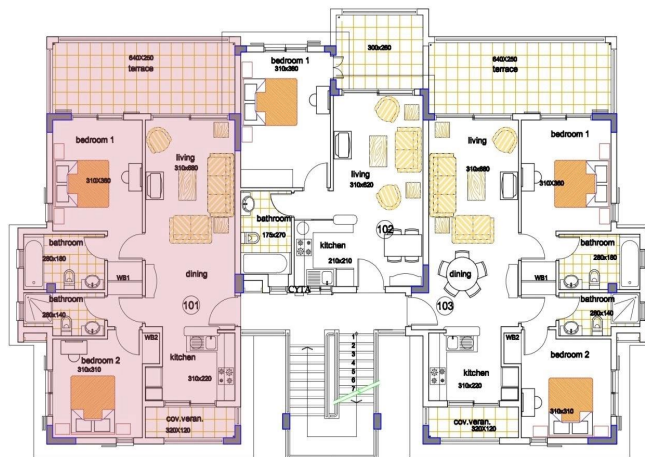 640X250
terrace
bedroom 1
310X360
living
310x680
bathroom
280x180
WB1
dining
101
bathroom
280x140
WB2
bedroom 2
310x310
kitchen
310x220
cov.veran.
320X120
bedroom 1
310x360
300x250
living
310x620
bathroom
175x270
kitchen
210x210
102
CYTA
1
2
3
4
5
6
7
640X250
terrace
living
310x680
bedroom 1
310X360
bathroom
280x180
WB1
dining
103
bathroom
280x140
WB2
kitchen
310x220
bedroom 2
310x310
cov.veran.
320X120